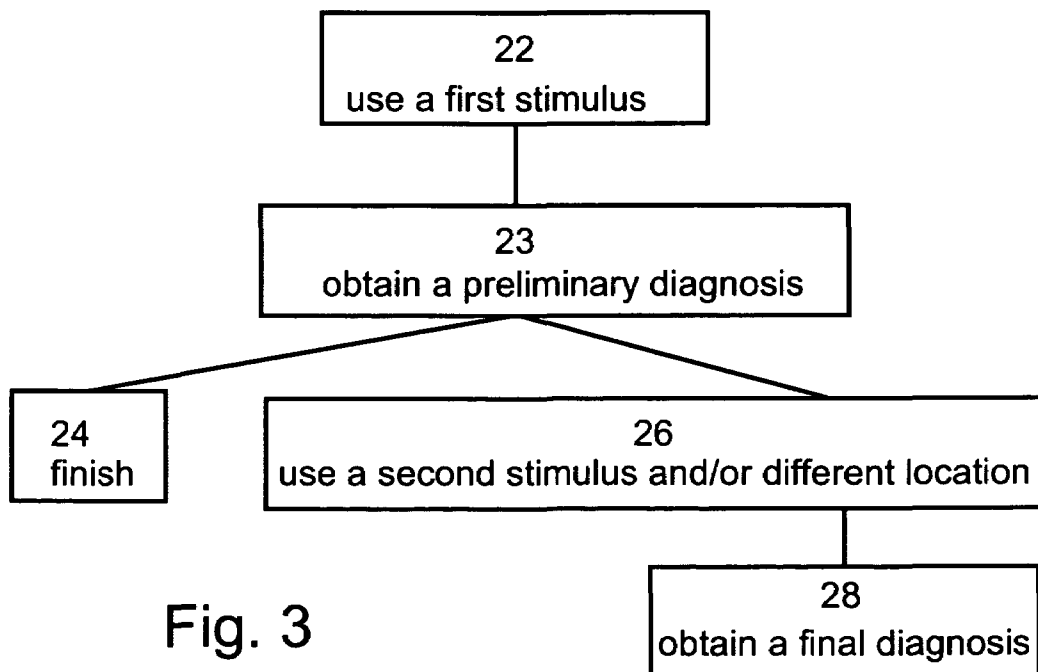 22
use a first stimulus
23
obtain a preliminary diagnosis
24
finish
26
use a second stimulus and/or different location
28
obtain a final diagnosis
Fig. 3